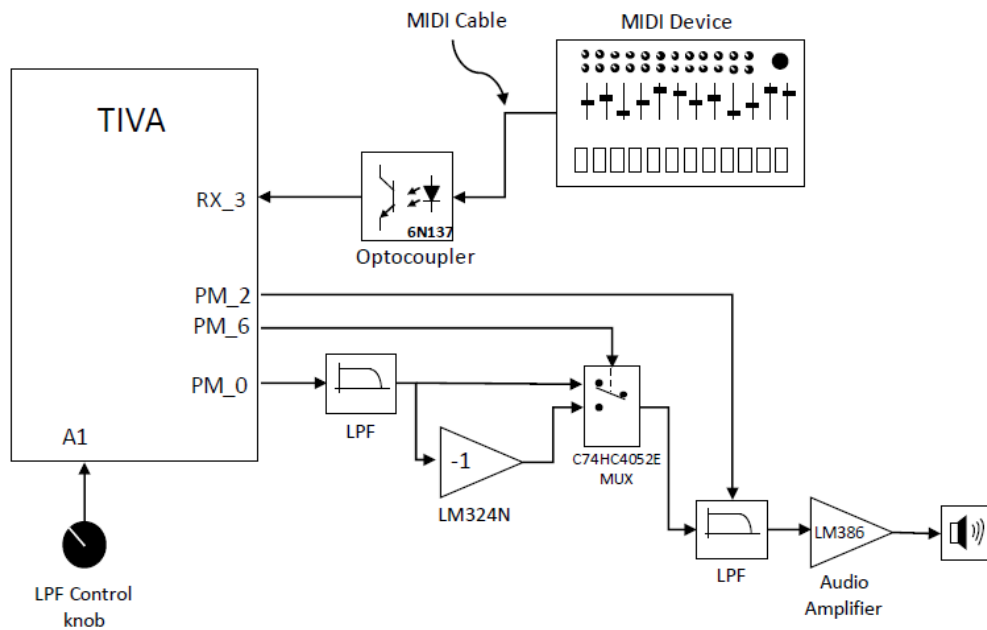 MIDI Cable
MIDI Device
TIVA
RX_3
6N137
Optocoupler
PM_2
PM_6
PM_0
LPF
-1
LM324N
C74HC4052E
MUX
A1
LPF Control
knob
LPF
LM386
Audio
Amplifier